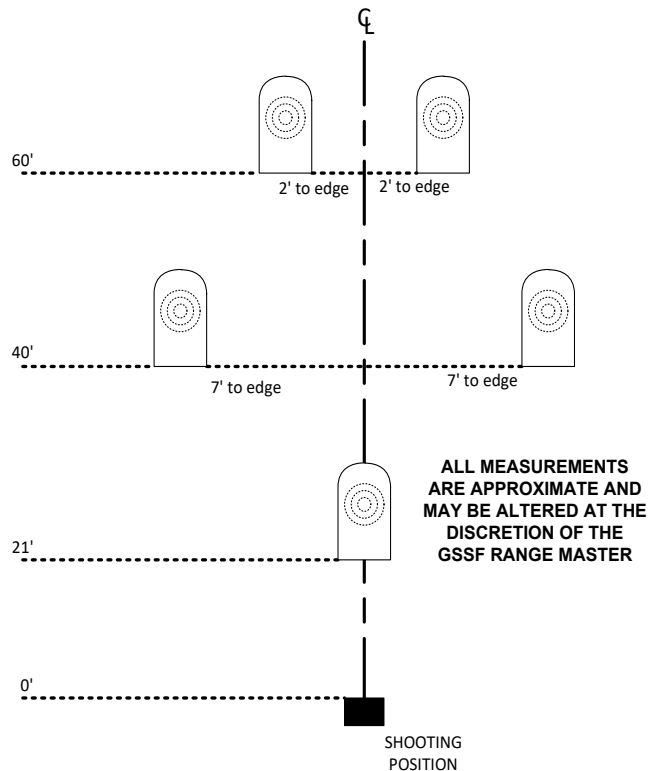 ℄
60'
2' to edge 2' to edge
40'
7' to edge 7' to edge
ALL MEASUREMENTS
ARE APPROXIMATE AND
MAY BE ALTERED AT THE
DISCRETION OF THE
GSSF RANGE MASTER
21'
0'
SHOOTING
POSITION